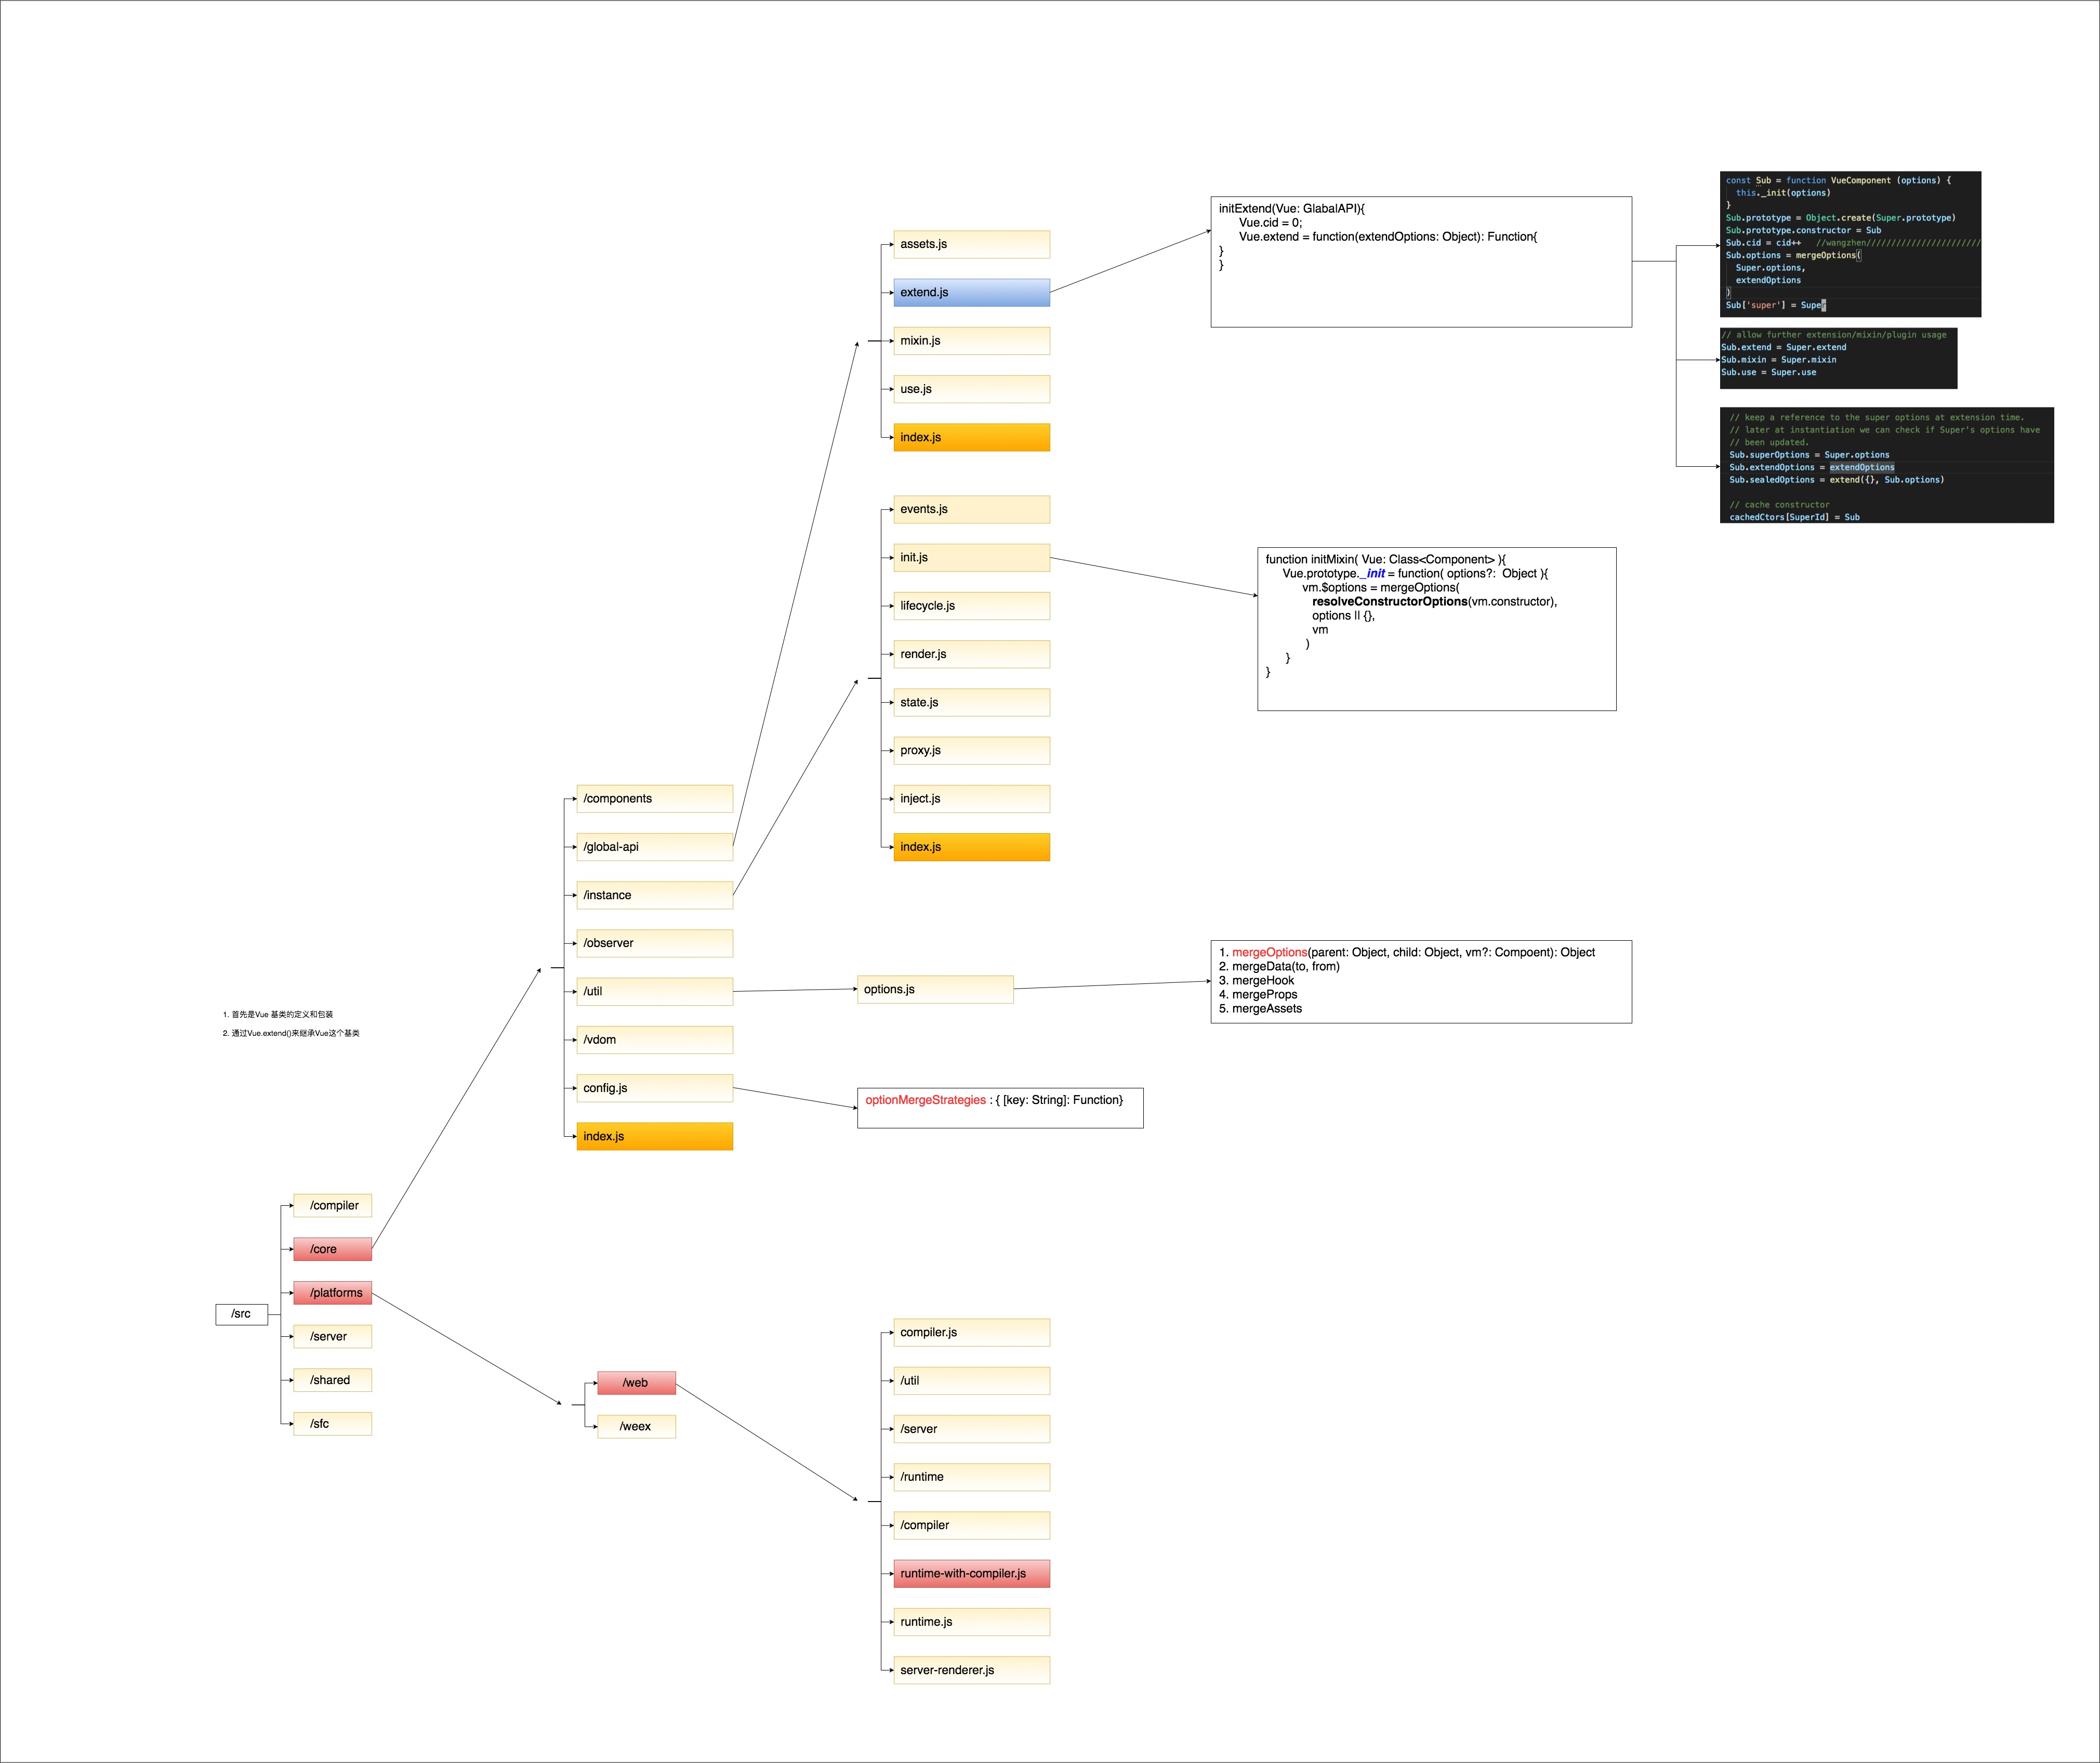 1. 首先是Vue 基类的定义和包装
2. 通过Vue.extend()来继承Vue这个基类
/src
/compiler
/core
/platforms
/server
/shared
/sfc
/components
/global-api
/instance
/observer
/util
/vdom
config.js
index.js
assets.js
extend.js
mixin.js
use.js
index.js
events.js
init.js
lifecycle.js
render.js
state.js
proxy.js
inject.js
index.js
options.js
optionMergeStrategies : { [key: String]: Function}
/web
/weex
compiler.js
/util
/server
/runtime
/compiler
runtime-with-compiler.js
runtime.js
server-renderer.js
initExtend(Vue: GlabalAPI){
Vue.cid = 0;
Vue.extend = function(extendOptions: Object): Function{
}
}
function initMixin( Vue: Class<Component> ){
Vue.prototype._init = function( options?: Object ){
vm.$options = mergeOptions(
resolveConstructorOptions(vm.constructor),
options || {},
vm
)
}
}
1. mergeOptions(parent: Object, child: Object, vm?: Compoent): Object
2. mergeData(to, from)
3. mergeHook
4. mergeProps
5. mergeAssets
const Sub = function VueComponent (options) {
this._init(options)
}
Sub.prototype = Object.create(Super.prototype)
Sub.prototype.constructor = Sub
Sub.cid = cid++ //wangzhen///////////////////////
Sub.options = mergeOptions(
Super.options,
extendOptions
)
Sub['super'] = Super
// allow further extension/mixin/plugin usage
Sub.extend = Super.extend
Sub.mixin = Super.mixin
Sub.use = Super.use
// keep a reference to the super options at extension time.
// later at instantiation we can check if Super's options have
// been updated.
Sub.superOptions = Super.options
Sub.extendOptions = extendOptions
Sub.sealedOptions = extend({}, Sub.options)
// cache constructor
cachedCtors[SuperId] = Sub